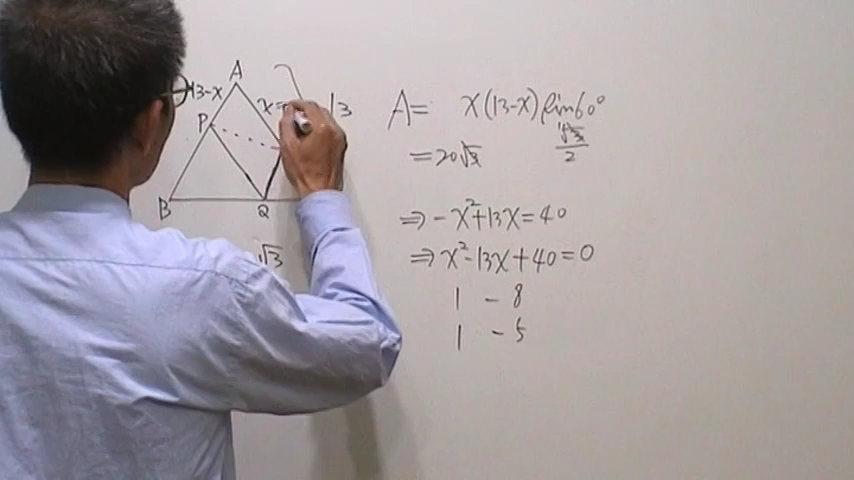 A
13-x
x=
13
P
B
Q
√3
A= x(13-x)sin60°
√3/2
=20√3
⇒ -x²+13x=40
⇒ x²-13x+40=0
1 -8
1 -5